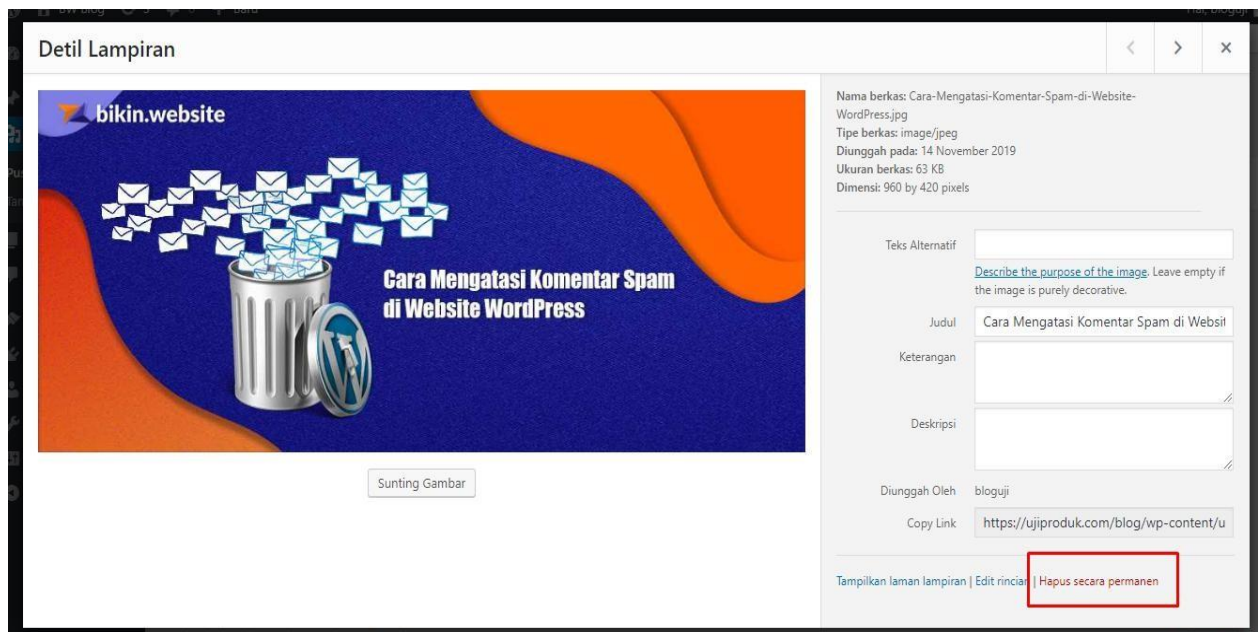 BW Blog
Baru
Detil Lampiran
bikin.website
Cara Mengatasi Komentar Spam
di Website WordPress
Sunting Gambar
Nama berkas: Cara-Mengatasi-Komentar-Spam-di-Website-
WordPress.jpg
Tipe berkas: image/jpeg
Diunggah pada: 14 November 2019
Ukuran berkas: 63 KB
Dimensi: 960 by 420 pixels
Teks Alternatif
Describe the purpose of the image. Leave empty if
the image is purely decorative.
Judul Cara Mengatasi Komentar Spam di Websit
Keterangan
Deskripsi
Diunggah Oleh bloguji
Copy Link https://ujiproduk.com/blog/wp-content/u
Tampilkan laman lampiran | Edit rincian | Hapus secara permanen